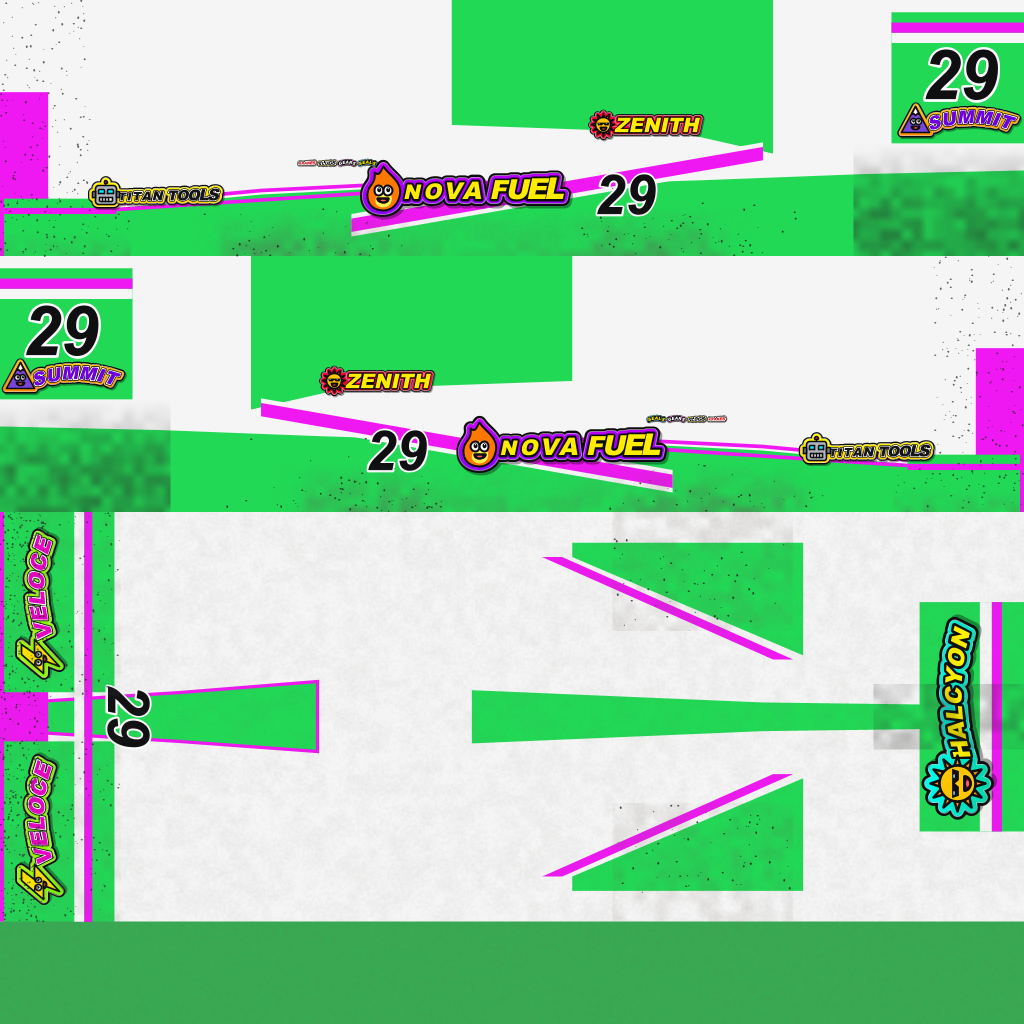 29
SUMMIT
ZENITH
NOVA FUEL
29
TITAN TOOLS
29
SUMMIT
ZENITH
29
NOVA FUEL
TITAN TOOLS
VELOCE
29
HALCYON
VELOCE